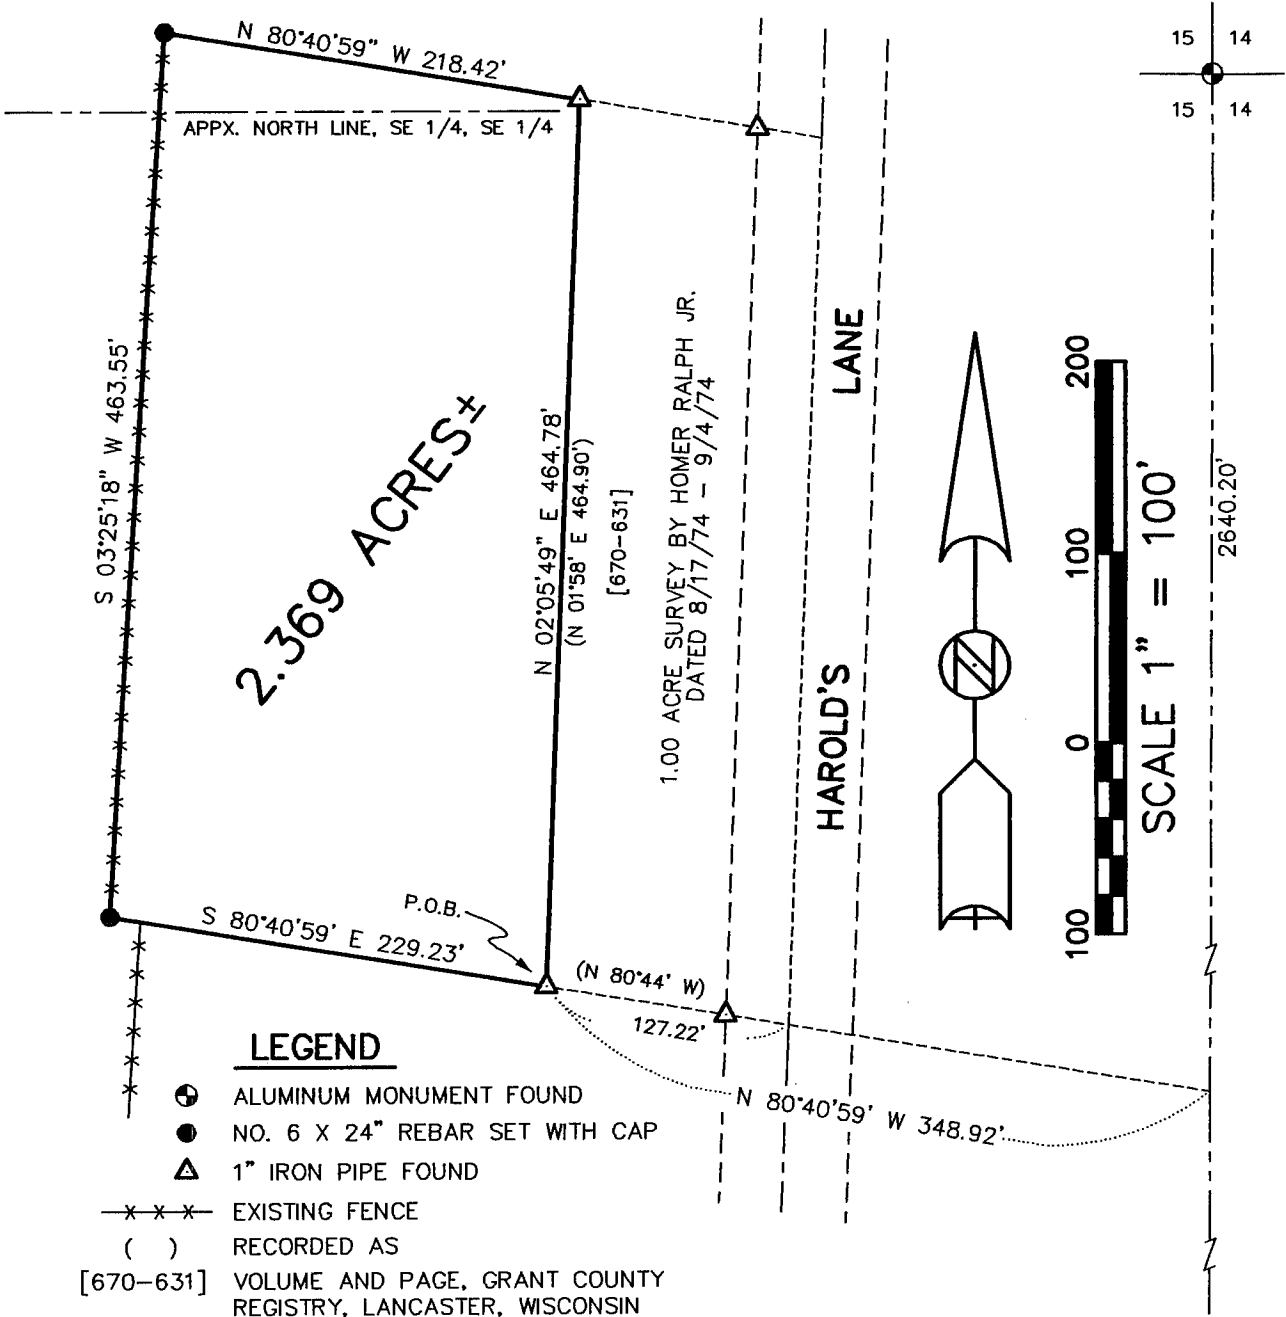 N 80°40'59" W 218.42'
15 14
15 14
APPX. NORTH LINE, SE 1/4, SE 1/4
S 03°25'18" W 463.55'
2.369 ACRES±
N 02°05'49" E 464.78'
(N 01°58' E 464.90')
[670-631]
1.00 ACRE SURVEY BY HOMER RALPH JR.
DATED 8/17/74 - 9/4/74
HAROLD'S LANE
N
200
100
0
100
SCALE 1" = 100'
2640.20'
P.O.B.
S 80°40'59' E 229.23'
(N 80°44' W)
127.22'
N 80°40'59' W 348.92'
LEGEND
ALUMINUM MONUMENT FOUND
NO. 6 X 24" REBAR SET WITH CAP
1" IRON PIPE FOUND
EXISTING FENCE
( ) RECORDED AS
[670-631] VOLUME AND PAGE, GRANT COUNTY
REGISTRY, LANCASTER, WISCONSIN